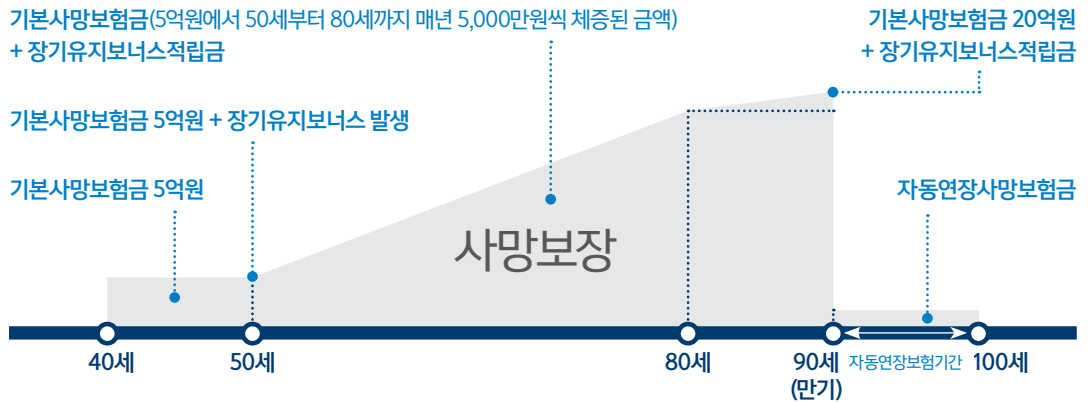 기본사망보험금(5억원에서 50세부터 80세까지 매년 5,000만원씩 체증된 금액)
+ 장기유지보너스적립금
기본사망보험금 20억원
+ 장기유지보너스적립금
기본사망보험금 5억원 + 장기유지보너스 발생
기본사망보험금 5억원
자동연장사망보험금
사망보장
40세
50세
80세
90세
(만기)
자동연장보험기간
100세